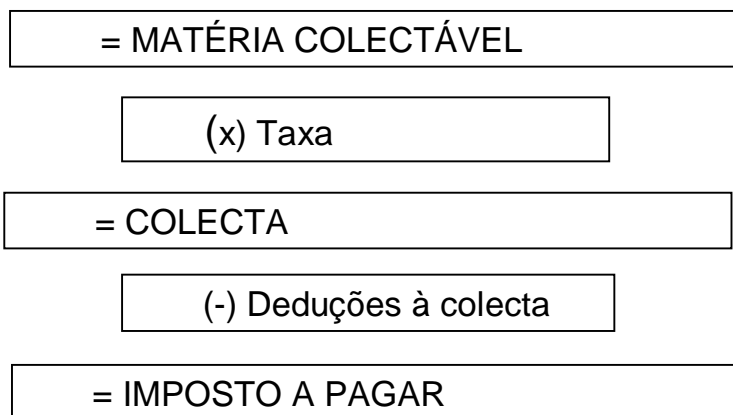 = MATÉRIA COLECTÁVEL
(x) Taxa
= COLECTA
(-) Deduções à colecta
= IMPOSTO A PAGAR